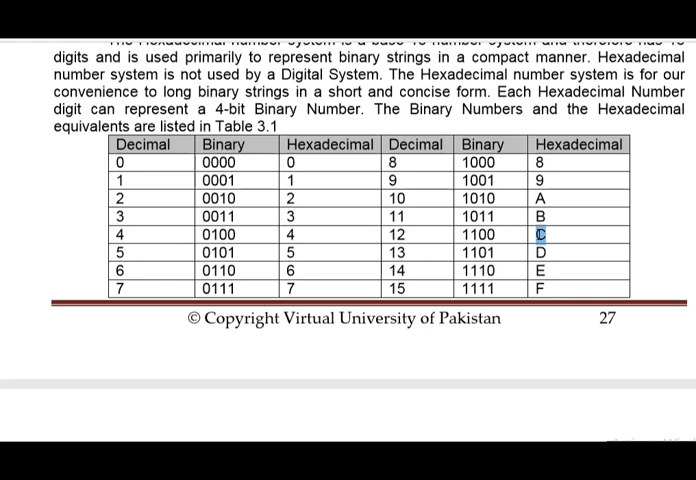 digits and is used primarily to represent binary strings in a compact manner. Hexadecimal
number system is not used by a Digital System. The Hexadecimal number system is for our
convenience to long binary strings in a short and concise form. Each Hexadecimal Number
digit can represent a 4-bit Binary Number. The Binary Numbers and the Hexadecimal
equivalents are listed in Table 3.1
Decimal Binary Hexadecimal Decimal Binary Hexadecimal
0 0000 0 8 1000 8
1 0001 1 9 1001 9
2 0010 2 10 1010 A
3 0011 3 11 1011 B
4 0100 4 12 1100 C
5 0101 5 13 1101 D
6 0110 6 14 1110 E
7 0111 7 15 1111 F
© Copyright Virtual University of Pakistan 27